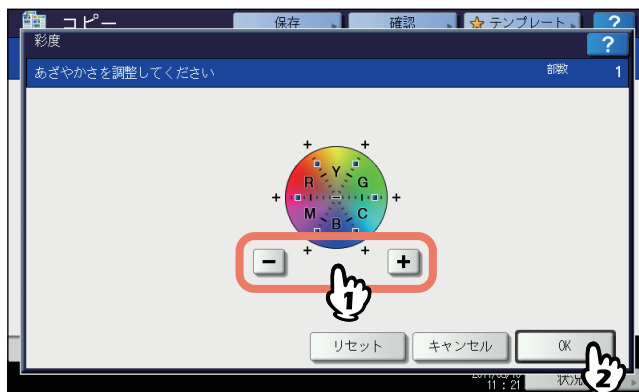 コピー 保存 確認 テンプレート ?
彩度 ?
あざやかさを調整してください 部数 1
+ +
Y
R G
+ - +
M C
B
+ +
- +
1
リセット キャンセル OK
2
11 : 21 状況